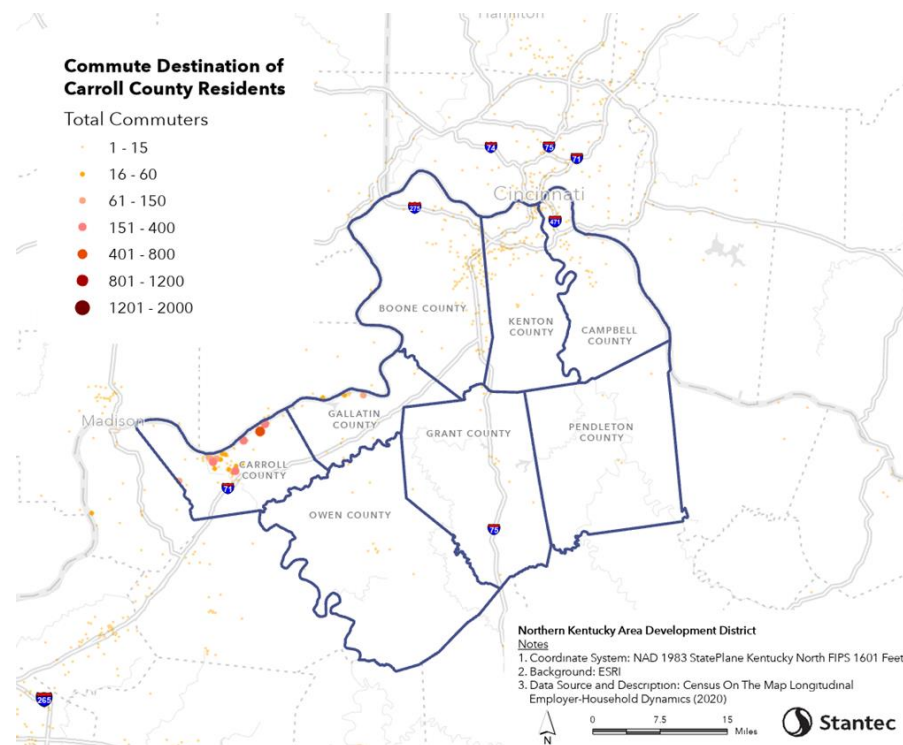 Hamilton
Commute Destination of
Carroll County Residents
Total Commuters
1 - 15
16 - 60
61 - 150
151 - 400
401 - 800
801 - 1200
1201 - 2000
74
75
71
Cincinnati
275
471
BOONE COUNTY
KENTON
COUNTY
CAMPBELL
COUNTY
Madison
GALLATIN
COUNTY
GRANT COUNTY
PENDLETON
COUNTY
CARROLL
COUNTY
71
OWEN COUNTY
75
265
Northern Kentucky Area Development District
Notes
1. Coordinate System: NAD 1983 StatePlane Kentucky North FIPS 1601 Feet
2. Background: ESRI
3. Data Source and Description: Census On The Map Longitudinal
Employer-Household Dynamics (2020)
N
0 7.5 15
Miles
Stantec